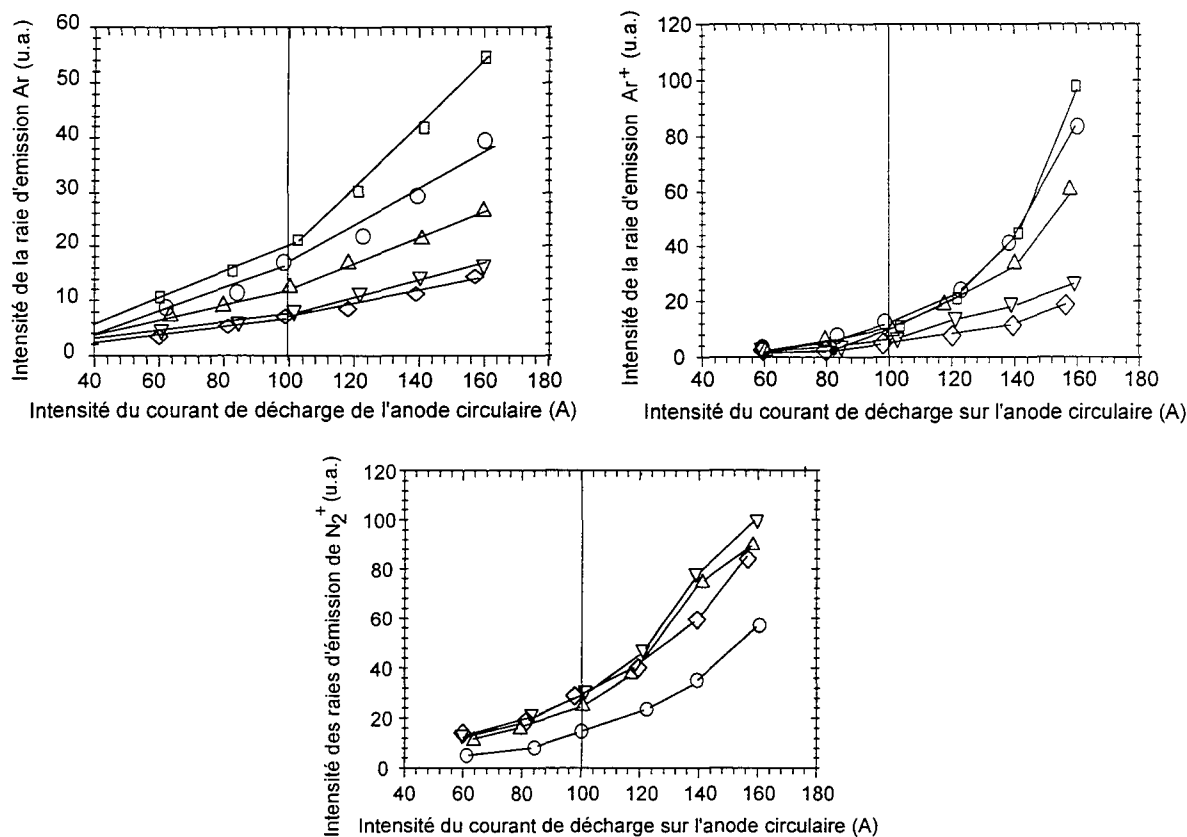 Intensité de la raie d'emission Ar (u.a.)
60
50
40
30
20
10
0
40 60 80 100 120 140 160 180
Intensité du courant de décharge de l'anode circulaire (A)
Intensité de la raie d'emission Ar+ (u.a.)
120
100
80
60
40
20
0
40 60 80 100 120 140 160 180
Intensité du courant de décharge sur l'anode circulaire (A)
Intensité des raies d'émission de N2+ (u.a.)
120
100
80
60
40
20
0
40 60 80 100 120 140 160 180
Intensité du courant de décharge sur l'anode circulaire (A)